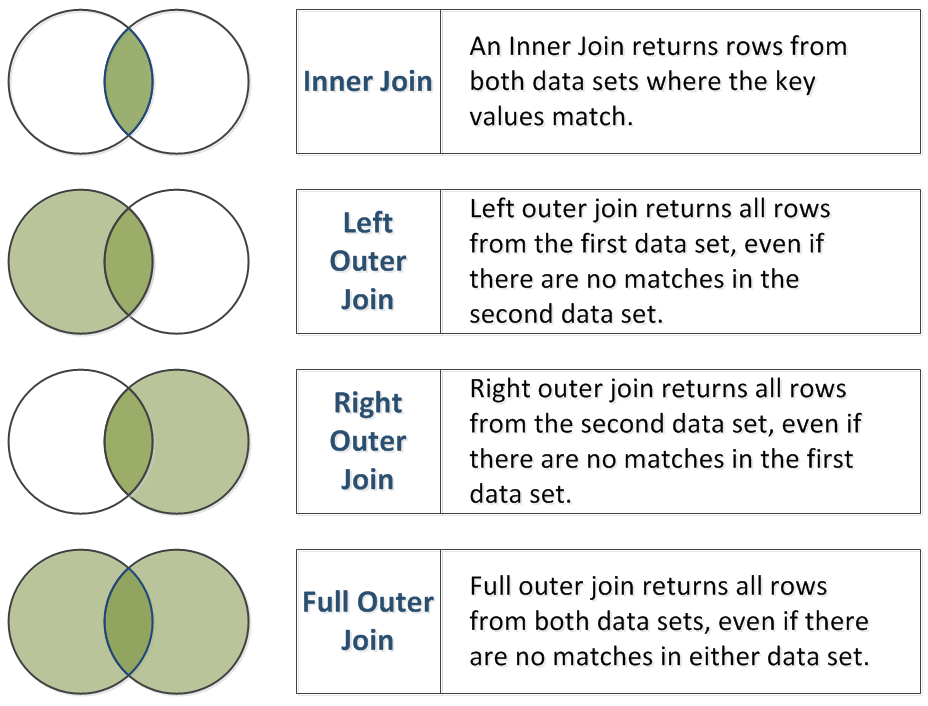 Inner Join
An Inner Join returns rows from
both data sets where the key
values match.
Left
Outer
Join
Left outer join returns all rows
from the first data set, even if
there are no matches in the
second data set.
Right
Outer
Join
Right outer join returns all rows
from the second data set, even if
there are no matches in the first
data set.
Full Outer
Join
Full outer join returns all rows
from both data sets, even if there
are no matches in either data set.